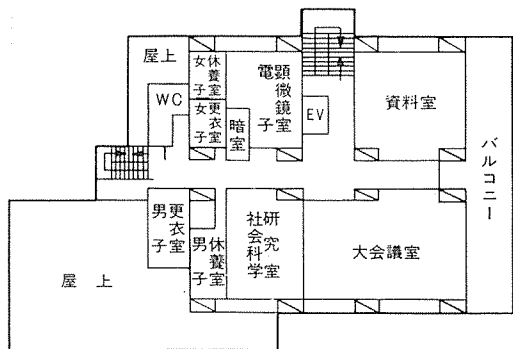 屋上
女子
休養室
電子
顕微鏡室
資料室
WC
女子
更衣室
暗室
EV
バルコニー
男子
更衣室
男子
休養室
社会科学
研究室
大会議室
屋上